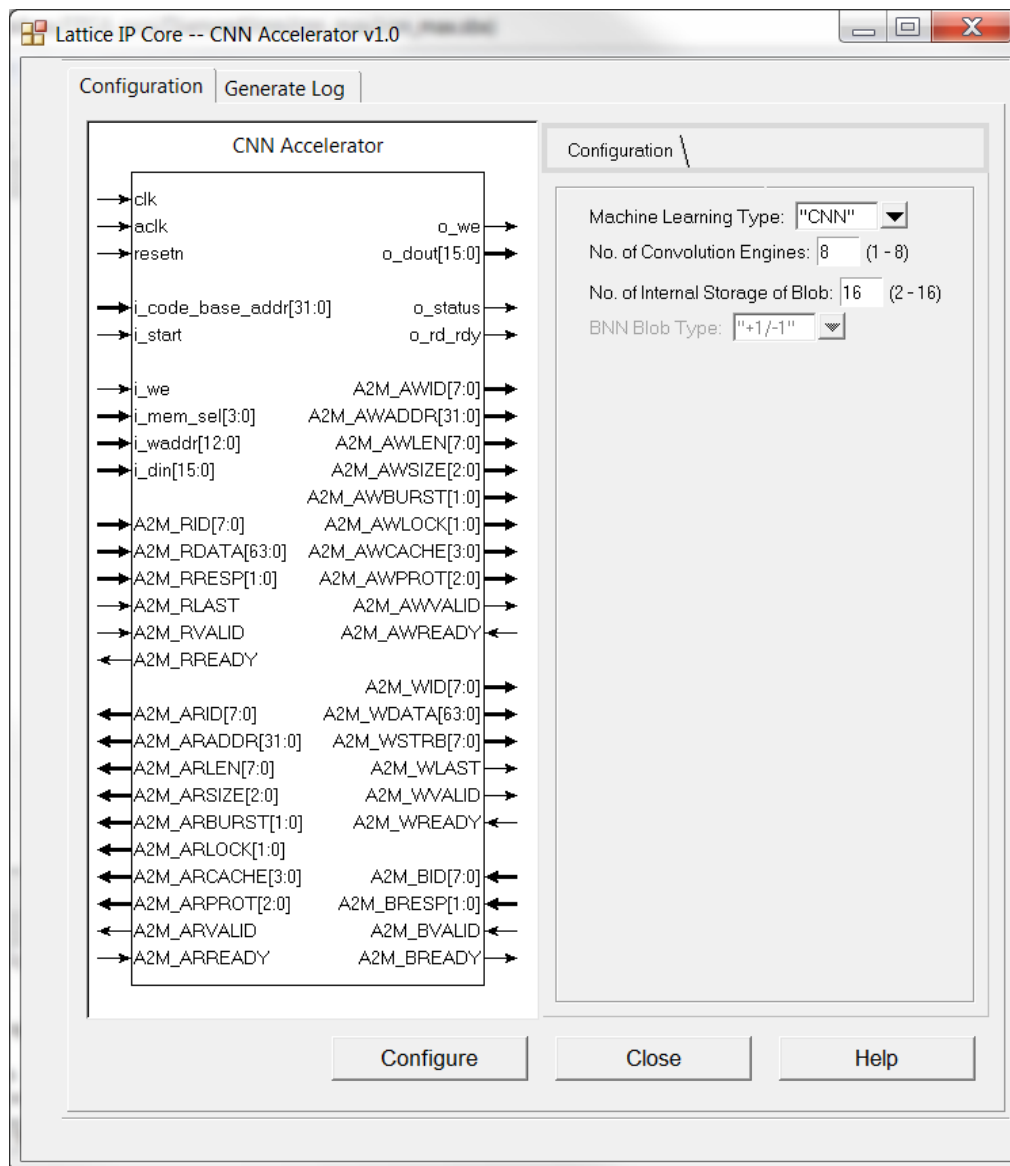 Lattice IP Core -- CNN Accelerator v1.0
Configuration
Generate Log
CNN Accelerator
clk
aclk
o_we
resetn
o_dout[15:0]
i_code_base_addr[31:0]
o_status
i_start
o_rd_rdy
i_we
A2M_AWID[7:0]
i_mem_sel[3:0]
A2M_AWADDR[31:0]
i_waddr[12:0]
A2M_AWLEN[7:0]
i_din[15:0]
A2M_AWSIZE[2:0]
A2M_AWBURST[1:0]
A2M_RID[7:0]
A2M_AWLOCK[1:0]
A2M_RDATA[63:0]
A2M_AWCACHE[3:0]
A2M_RRESP[1:0]
A2M_AWPROT[2:0]
A2M_RLAST
A2M_AWVALID
A2M_RVALID
A2M_AWREADY
A2M_RREADY
A2M_WID[7:0]
A2M_ARID[7:0]
A2M_WDATA[63:0]
A2M_ARADDR[31:0]
A2M_WSTRB[7:0]
A2M_ARLEN[7:0]
A2M_WLAST
A2M_ARSIZE[2:0]
A2M_WVALID
A2M_ARBURST[1:0]
A2M_WREADY
A2M_ARLOCK[1:0]
A2M_ARCACHE[3:0]
A2M_BID[7:0]
A2M_ARPROT[2:0]
A2M_BRESP[1:0]
A2M_ARVALID
A2M_BVALID
A2M_ARREADY
A2M_BREADY
Configuration
Machine Learning Type: "CNN"
No. of Convolution Engines: 8 (1 - 8)
No. of Internal Storage of Blob: 16 (2 - 16)
BNN Blob Type: "+1/-1"
Configure
Close
Help